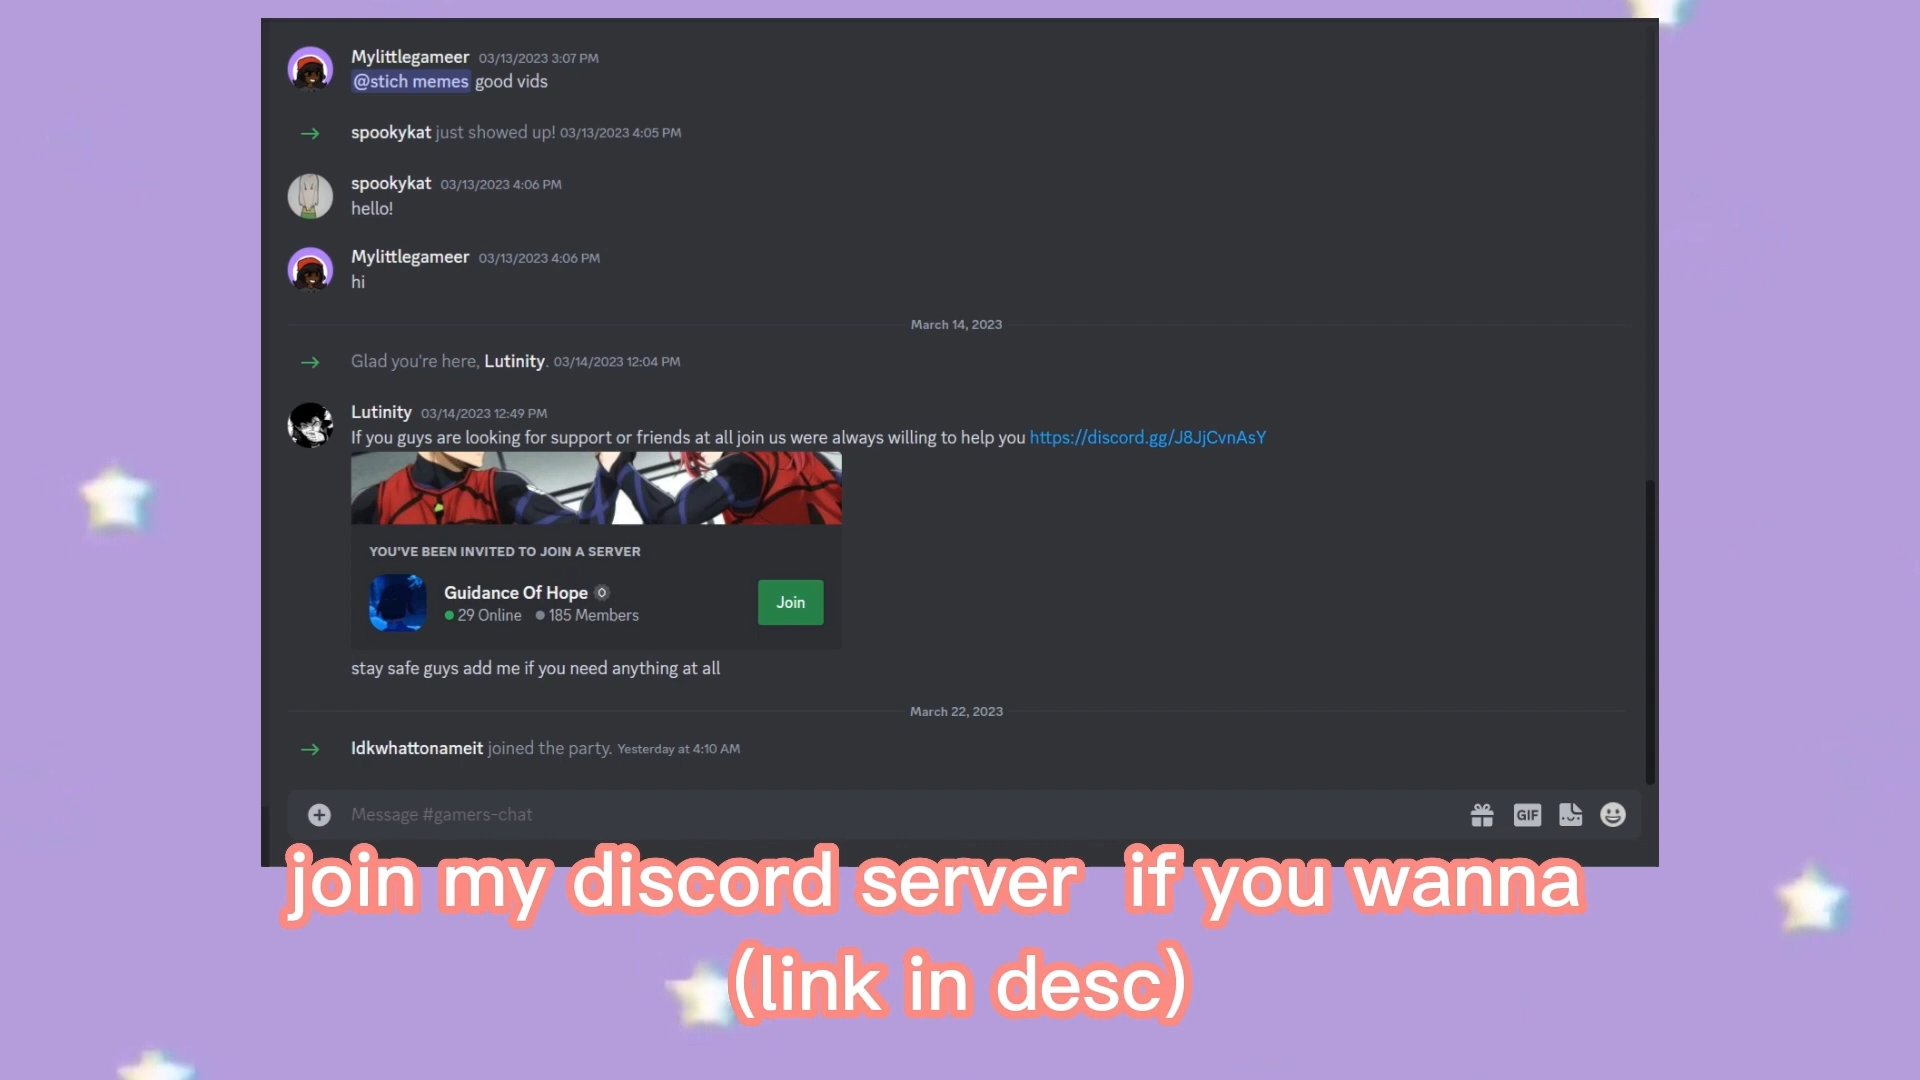 Mylittlegameer 03/13/2023 3:07 PM
@stich memes good vids
spookykat just showed up! 03/13/2023 4:05 PM
spookykat 03/13/2023 4:06 PM
hello!
Mylittlegameer 03/13/2023 4:06 PM
hi
March 14, 2023
Glad you're here, Lutinity. 03/14/2023 12:04 PM
Lutinity 03/14/2023 12:49 PM
If you guys are looking for support or friends at all join us were always willing to help you https://discord.gg/J8JjCvnAsY
YOU'VE BEEN INVITED TO JOIN A SERVER
Guidance Of Hope
29 Online 185 Members
Join
stay safe guys add me if you need anything at all
March 22, 2023
Idkwhattonameit joined the party. Yesterday at 4:10 AM
Message #gamers-chat
GIF
join my discord server if you wanna
(link in desc)